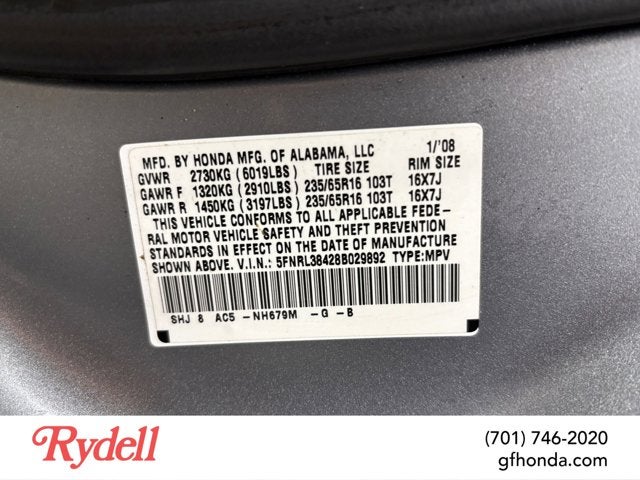 MFD. BY HONDA MFG. OF ALABAMA, LLC 1/'08
GVWR 2730KG (6019LBS) TIRE SIZE RIM SIZE
GAWR F 1320KG (2910LBS) 235/65R16 103T 16X7J
GAWR R 1450KG (3197LBS) 235/65R16 103T 16X7J
THIS VEHICLE CONFORMS TO ALL APPLICABLE FEDE-
RAL MOTOR VEHICLE SAFETY AND THEFT PREVENTION
STANDARDS IN EFFECT ON THE DATE OF MANUFACTURE
SHOWN ABOVE. V.I.N.: 5FNRL38428B029892 TYPE:MPV
SHJ 8 AC5 -NH679M -G -B
Rydell
(701) 746-2020
gfhonda.com